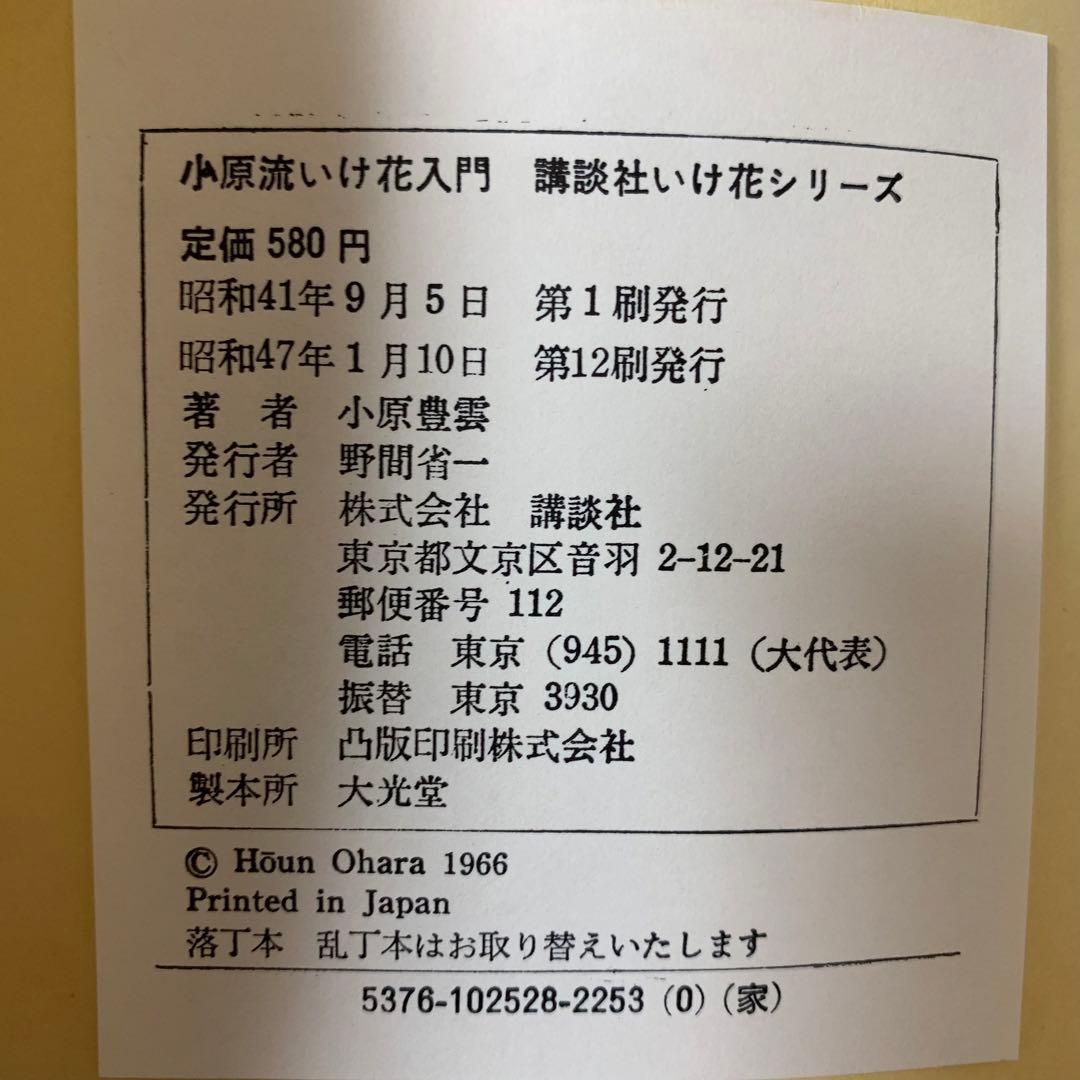 小原流いけ花入門　講談社いけ花シリーズ
定価 580 円
昭和41年 9 月 5 日　第 1 刷発行
昭和47年 1 月10日　第12刷発行
著　者　小原豊雲
発行者　野間省一
発行所　株式会社　講談社
東京都文京区音羽 2-12-21
郵便番号 112
電話　東京 (945) 1111 (大代表)
振替　東京 3930
印刷所　凸版印刷株式会社
製本所　大光堂
© Hōun Ohara 1966
Printed in Japan
落丁本　乱丁本はお取り替えいたします
5376-102528-2253 (0) (家)